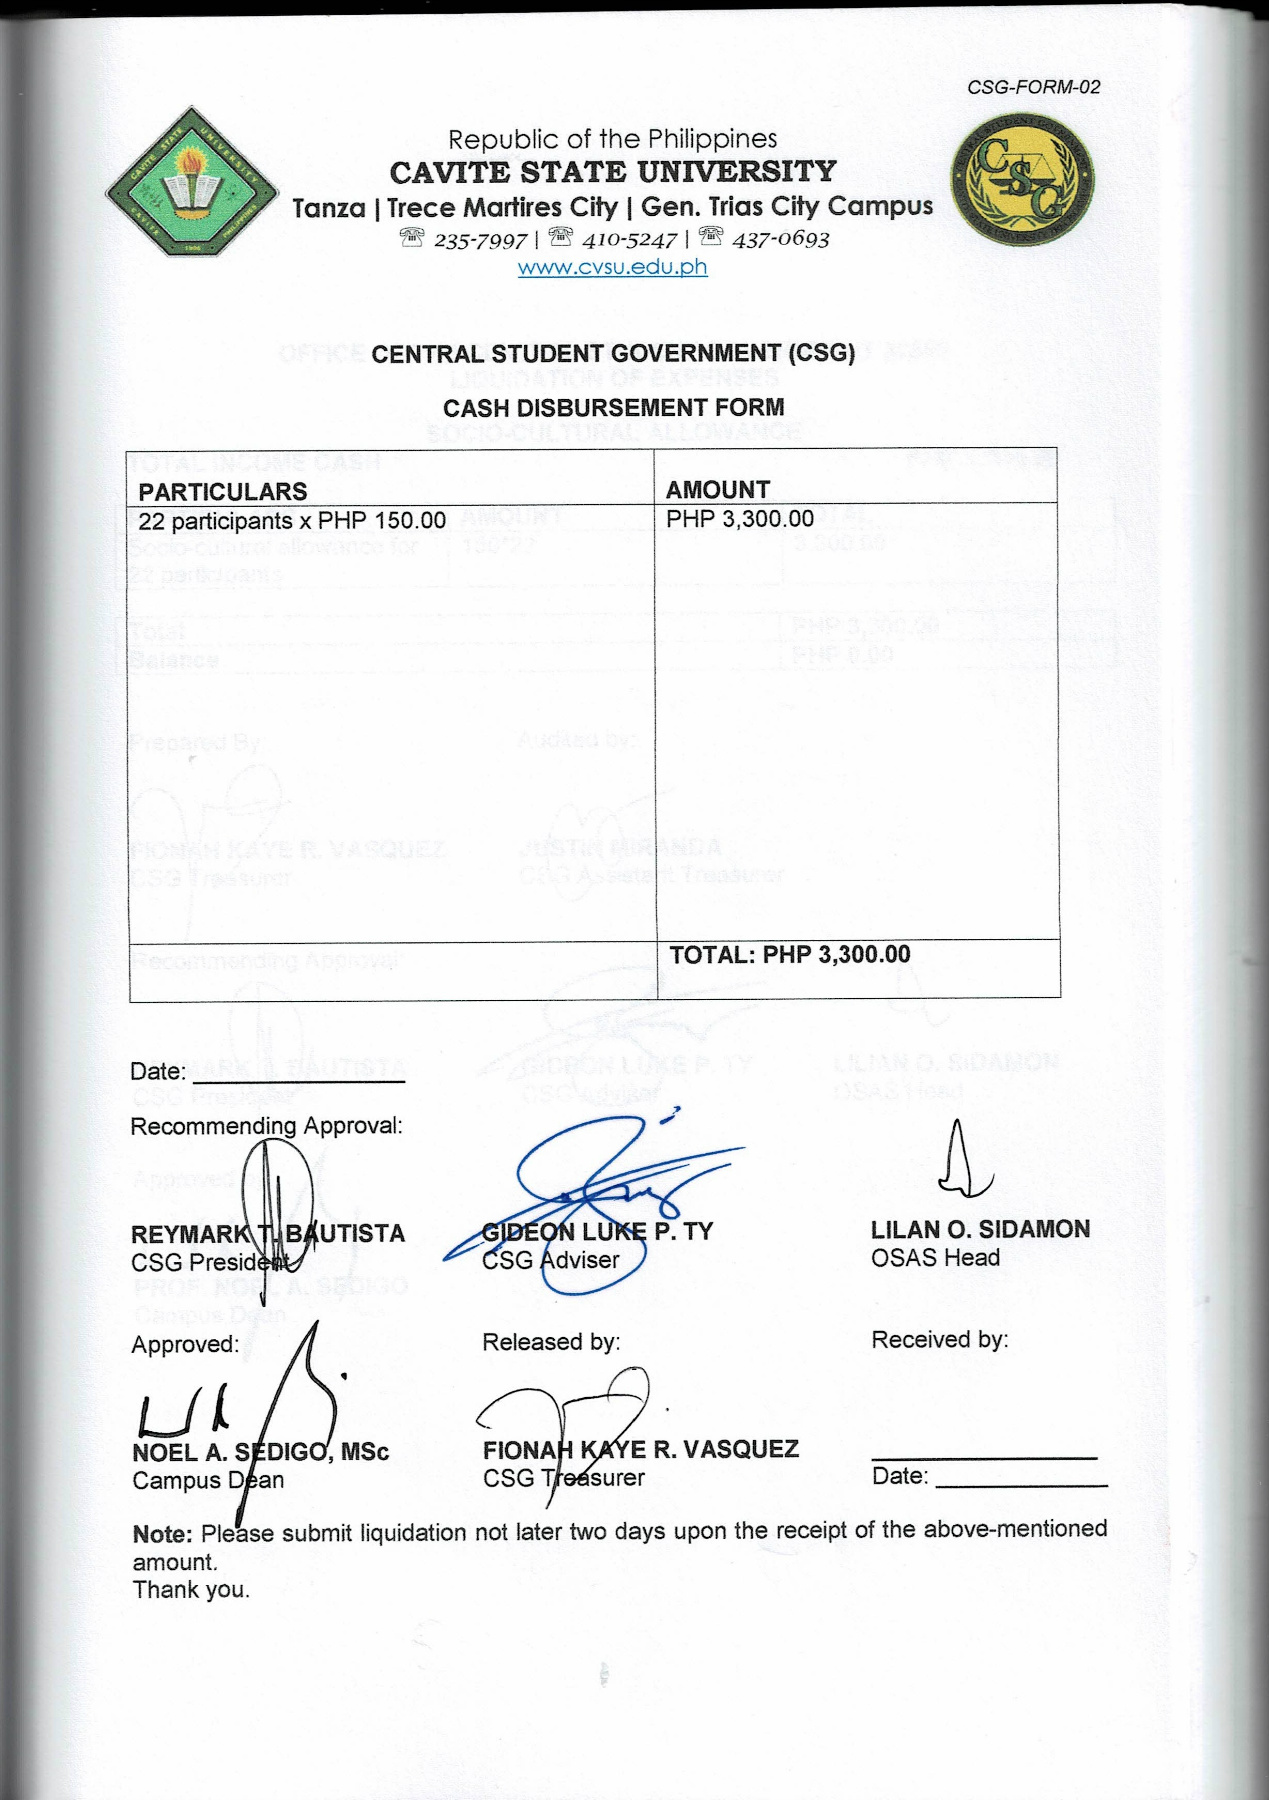 CSG-FORM-02
Republic of the Philippines
CAVITE STATE UNIVERSITY
Tanza | Trece Martires City | Gen. Trias City Campus
☏ 235-7997 | ☏ 410-5247 | ☏ 437-0693
www.cvsu.edu.ph
CENTRAL STUDENT GOVERNMENT (CSG)
CASH DISBURSEMENT FORM
PARTICULARS AMOUNT
22 participants x PHP 150.00 PHP 3,300.00
TOTAL: PHP 3,300.00
Date:
Recommending Approval:
REYMARK T. BAUTISTA GIDEON LUKE P. TY LILAN O. SIDAMON
CSG President CSG Adviser OSAS Head
Approved: Released by: Received by:
NOEL A. SEDIGO, MSc FIONAH KAYE R. VASQUEZ
Campus Dean CSG Treasurer Date:
Note: Please submit liquidation not later two days upon the receipt of the above-mentioned
amount.
Thank you.